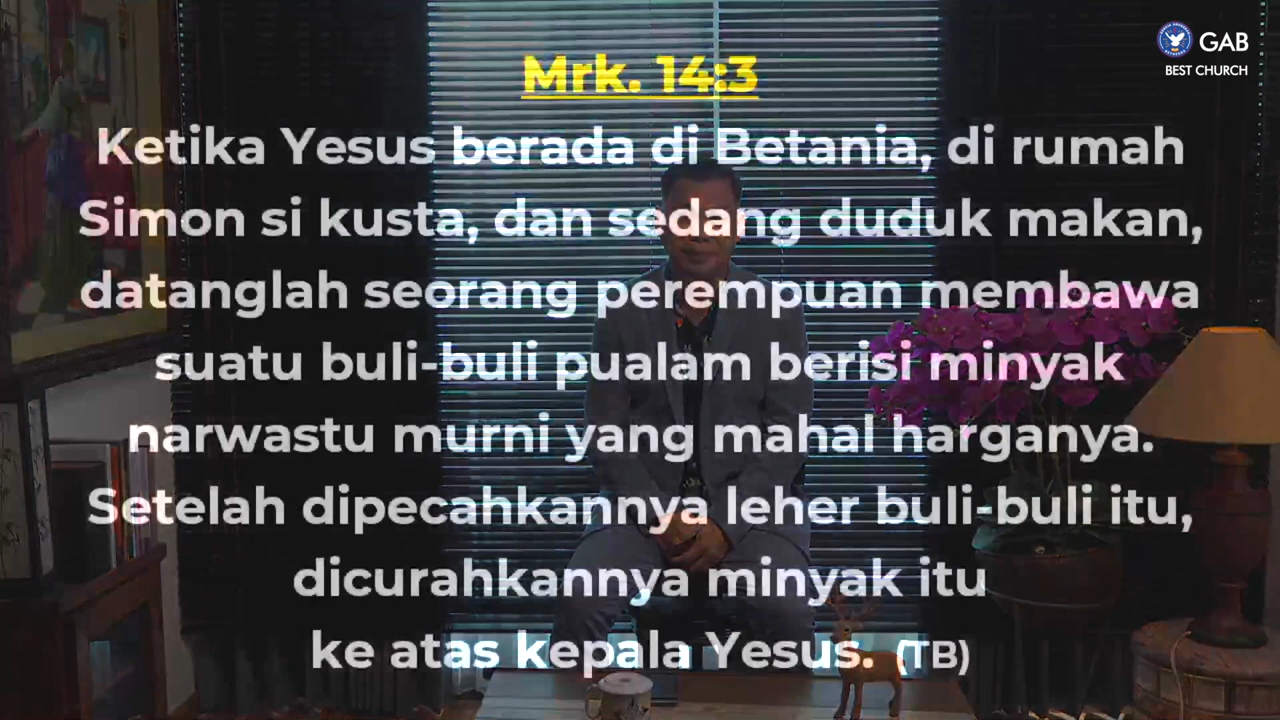 GAB
BEST CHURCH
Mrk. 14:3
Ketika Yesus berada di Betania, di rumah
Simon si kusta, dan sedang duduk makan,
datanglah seorang perempuan membawa
suatu buli-buli pualam berisi minyak
narwastu murni yang mahal harganya.
Setelah dipecahkannya leher buli-buli itu,
dicurahkannya minyak itu
ke atas kepala Yesus. (TB)